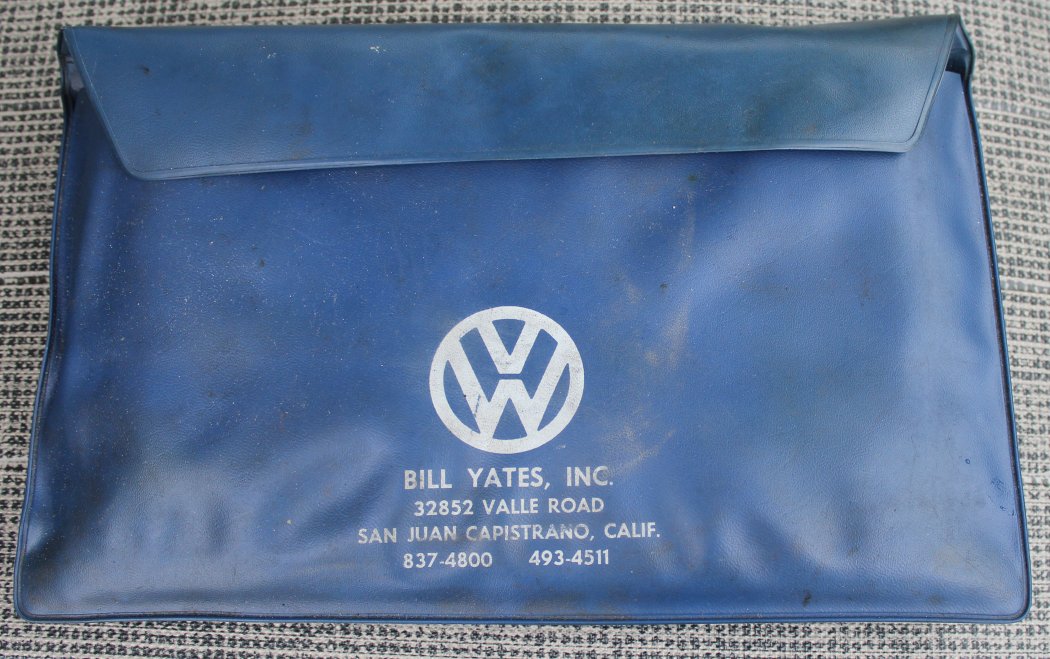 VW
BILL YATES, INC.
32852 VALLE ROAD
SAN JUAN CAPISTRANO, CALIF.
837-4800 493-4511